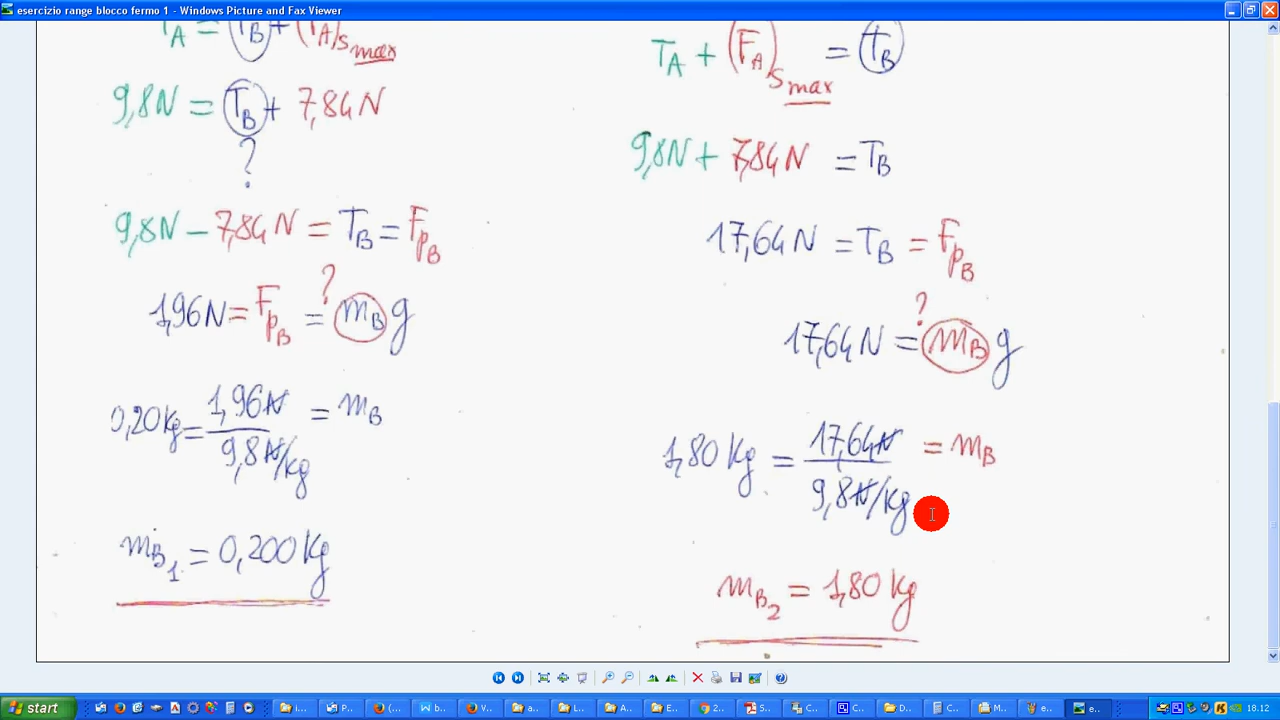 esercizio range blocco fermo 1 - Windows Picture and Fax Viewer
T_A = T_B + (F_A)_S max
9,8N = T_B + 7,84N
?
9,8N – 7,84N = T_B = F_pB
?
1,96N = F_pB = m_B g
0,20 Kg = 1,96N / 9,8N/Kg = m_B
m_B1 = 0,200 Kg
T_A + (F_A)_S max = T_B
9,8N + 7,84N = T_B
17,64N = T_B = F_pB
?
17,64N = m_B g
1,80 Kg = 17,64N / 9,8N/Kg = m_B
m_B2 = 1,80 Kg
start
18.12